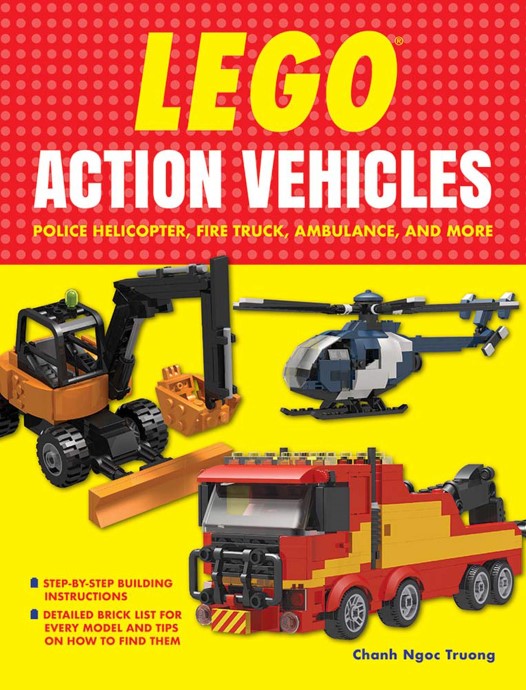 LEGO®
ACTION VEHICLES
POLICE HELICOPTER, FIRE TRUCK, AMBULANCE, AND MORE
STEP-BY-STEP BUILDING
INSTRUCTIONS
DETAILED BRICK LIST FOR
EVERY MODEL AND TIPS
ON HOW TO FIND THEM
Chanh Ngoc Truong